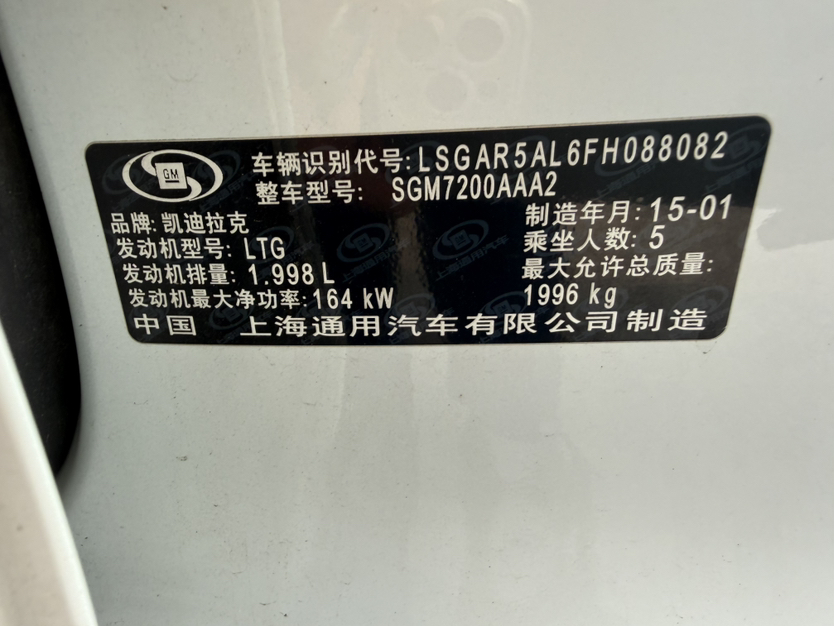 GM
车辆识别代号:LSGAR5AL6FH088082
整车型号: SGM7200AAA2
品牌:凯迪拉克
制造年月:15-01
发动机型号:LTG
乘坐人数:5
发动机排量:1.998L
最大允许总质量:
发动机最大净功率:164 kW
1996 kg
中国 上海通用汽车有限公司制造